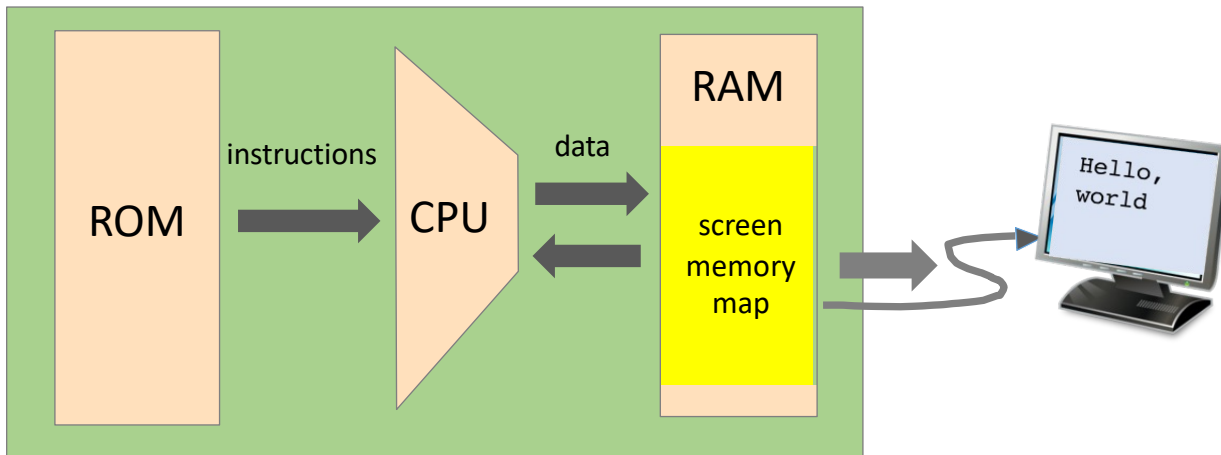 ROM
instructions
CPU
data
RAM
screen
memory
map
Hello,
world